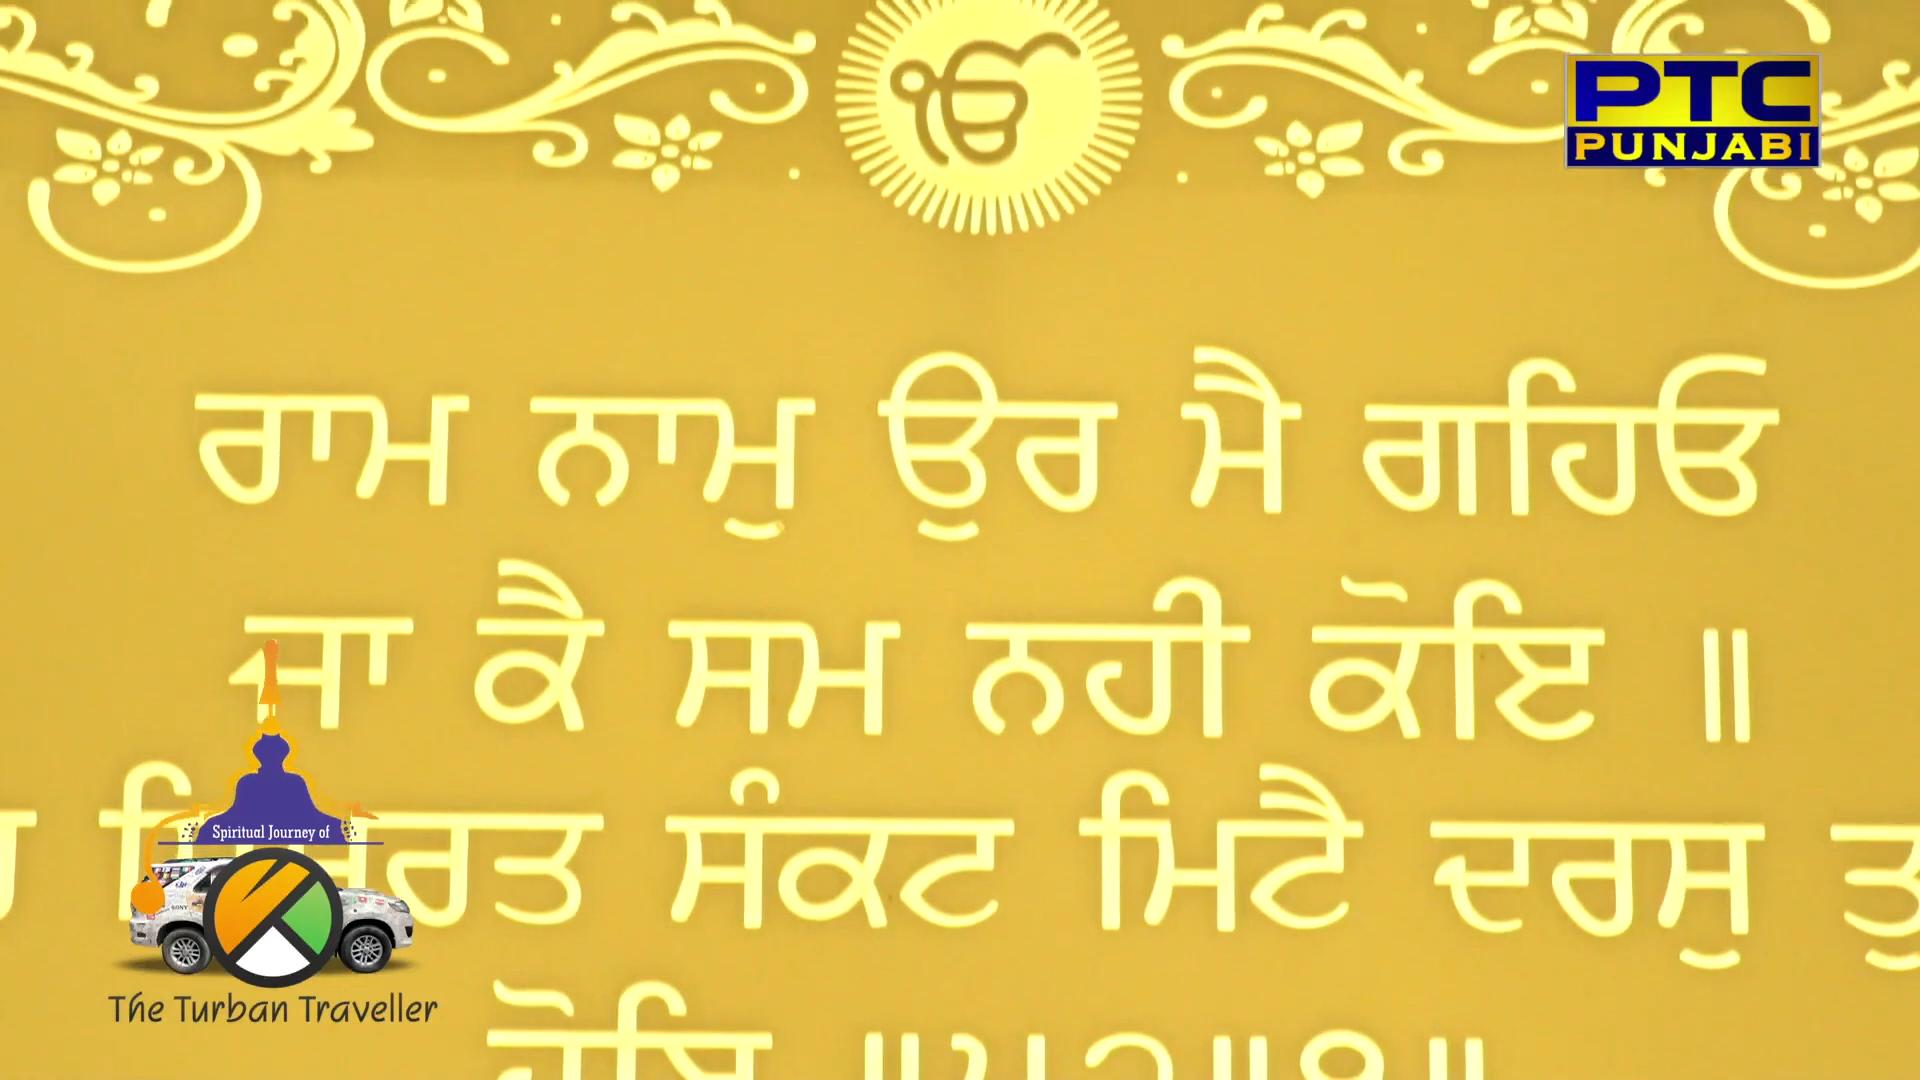 ੴ
PTC
PUNJABI
ਰਾਮ ਨਾਮੁ ਉਰ ਮੈ ਗਹਿਓ
ਜਾ ਕੈ ਸਮ ਨਹੀ ਕੋਇ ॥
ਸੰਕਟ ਮਿਟੈ ਦਰਸੁ
Spiritual Journey of
The Turban Traveller